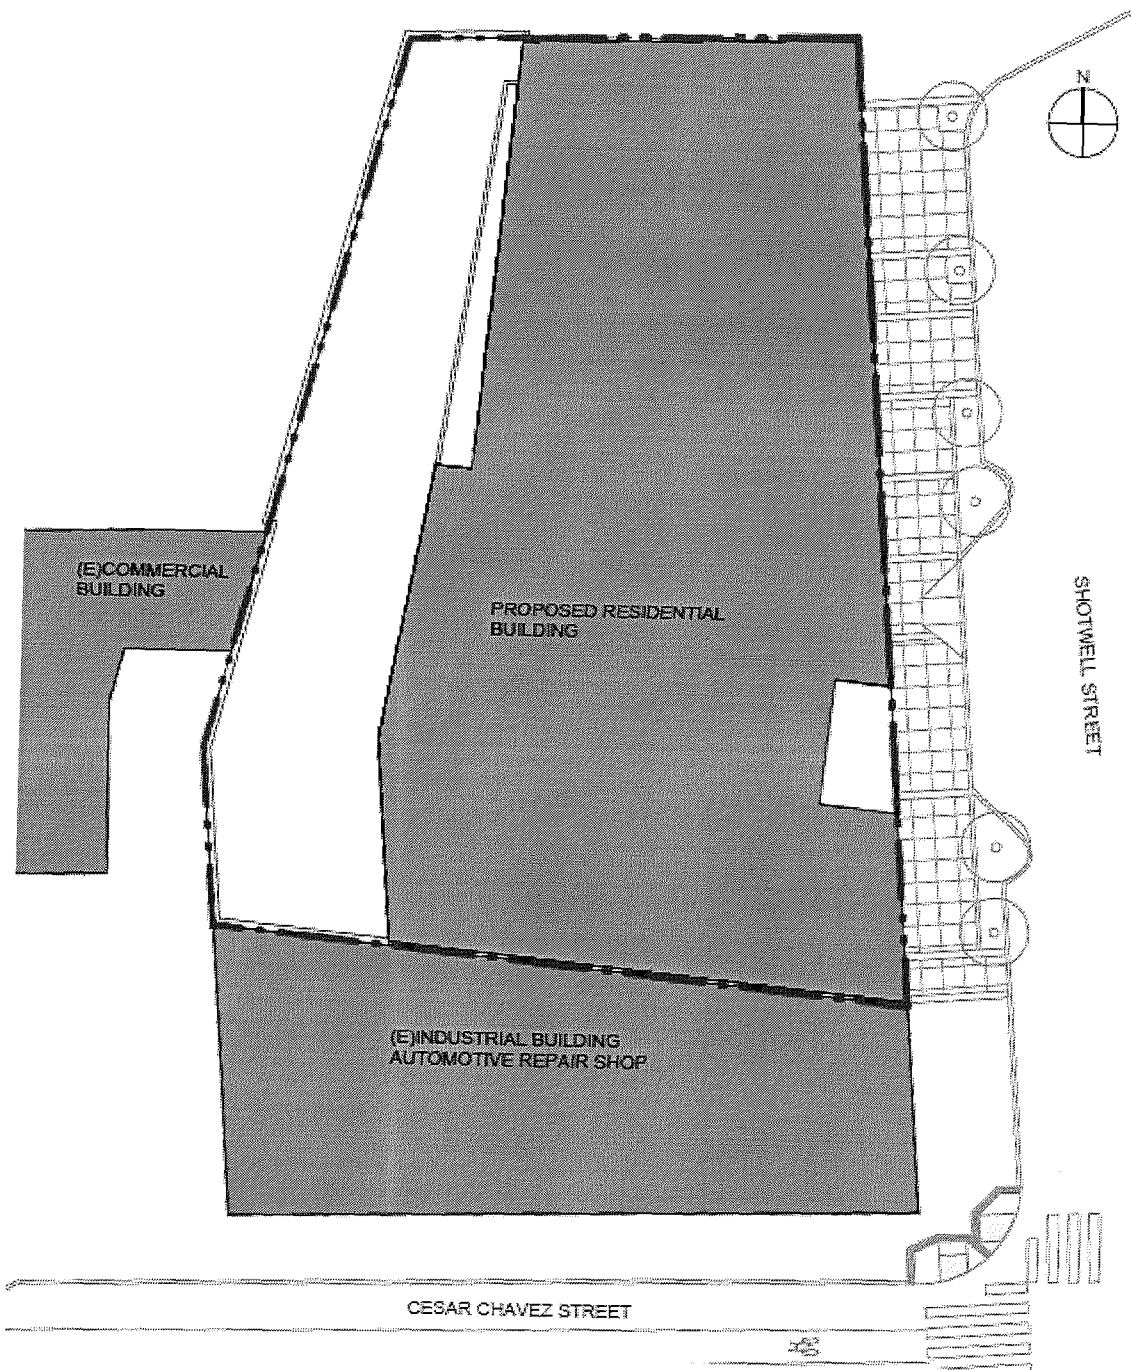 N
(E)COMMERCIAL
BUILDING
PROPOSED RESIDENTIAL
BUILDING
SHOTWELL STREET
(E)INDUSTRIAL BUILDING
AUTOMOTIVE REPAIR SHOP
CESAR CHAVEZ STREET